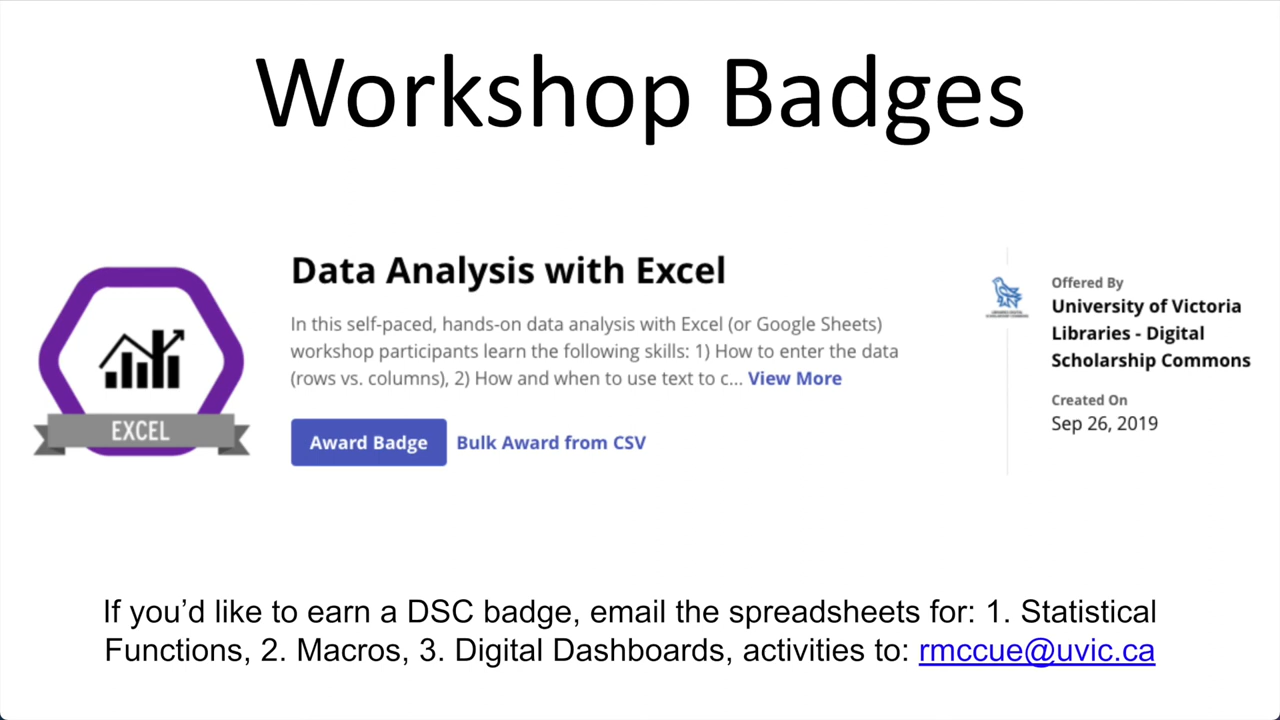 Workshop Badges
Data Analysis with Excel
In this self-paced, hands-on data analysis with Excel (or Google Sheets)
workshop participants learn the following skills: 1) How to enter the data
(rows vs. columns), 2) How and when to use text to c... View More
Award Badge Bulk Award from CSV
EXCEL
Offered By
University of Victoria
Libraries - Digital
Scholarship Commons
Created On
Sep 26, 2019
If you’d like to earn a DSC badge, email the spreadsheets for: 1. Statistical
Functions, 2. Macros, 3. Digital Dashboards, activities to: rmccue@uvic.ca